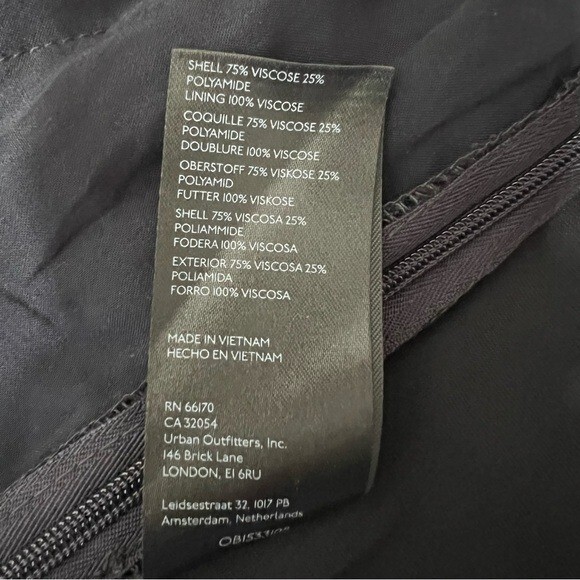 SHELL 75% VISCOSE 25%
POLYAMIDE
LINING 100% VISCOSE
COQUILLE 75% VISCOSE 25%
POLYAMIDE
DOUBLURE 100% VISCOSE
OBERSTOFF 75% VISKOSE 25%
POLYAMID
FUTTER 100% VISKOSE
SHELL 75% VISCOSA 25%
POLIAMMIDE
FODERA 100% VISCOSA
EXTERIOR 75% VISCOSA 25%
POLIAMIDA
FORRO 100% VISCOSA
MADE IN VIETNAM
HECHO EN VIETNAM
RN 66170
CA 32054
Urban Outfitters, Inc.
146 Brick Lane
LONDON, E1 6RU
Leidsestraat 32, 1017 PB
Amsterdam, Netherlands